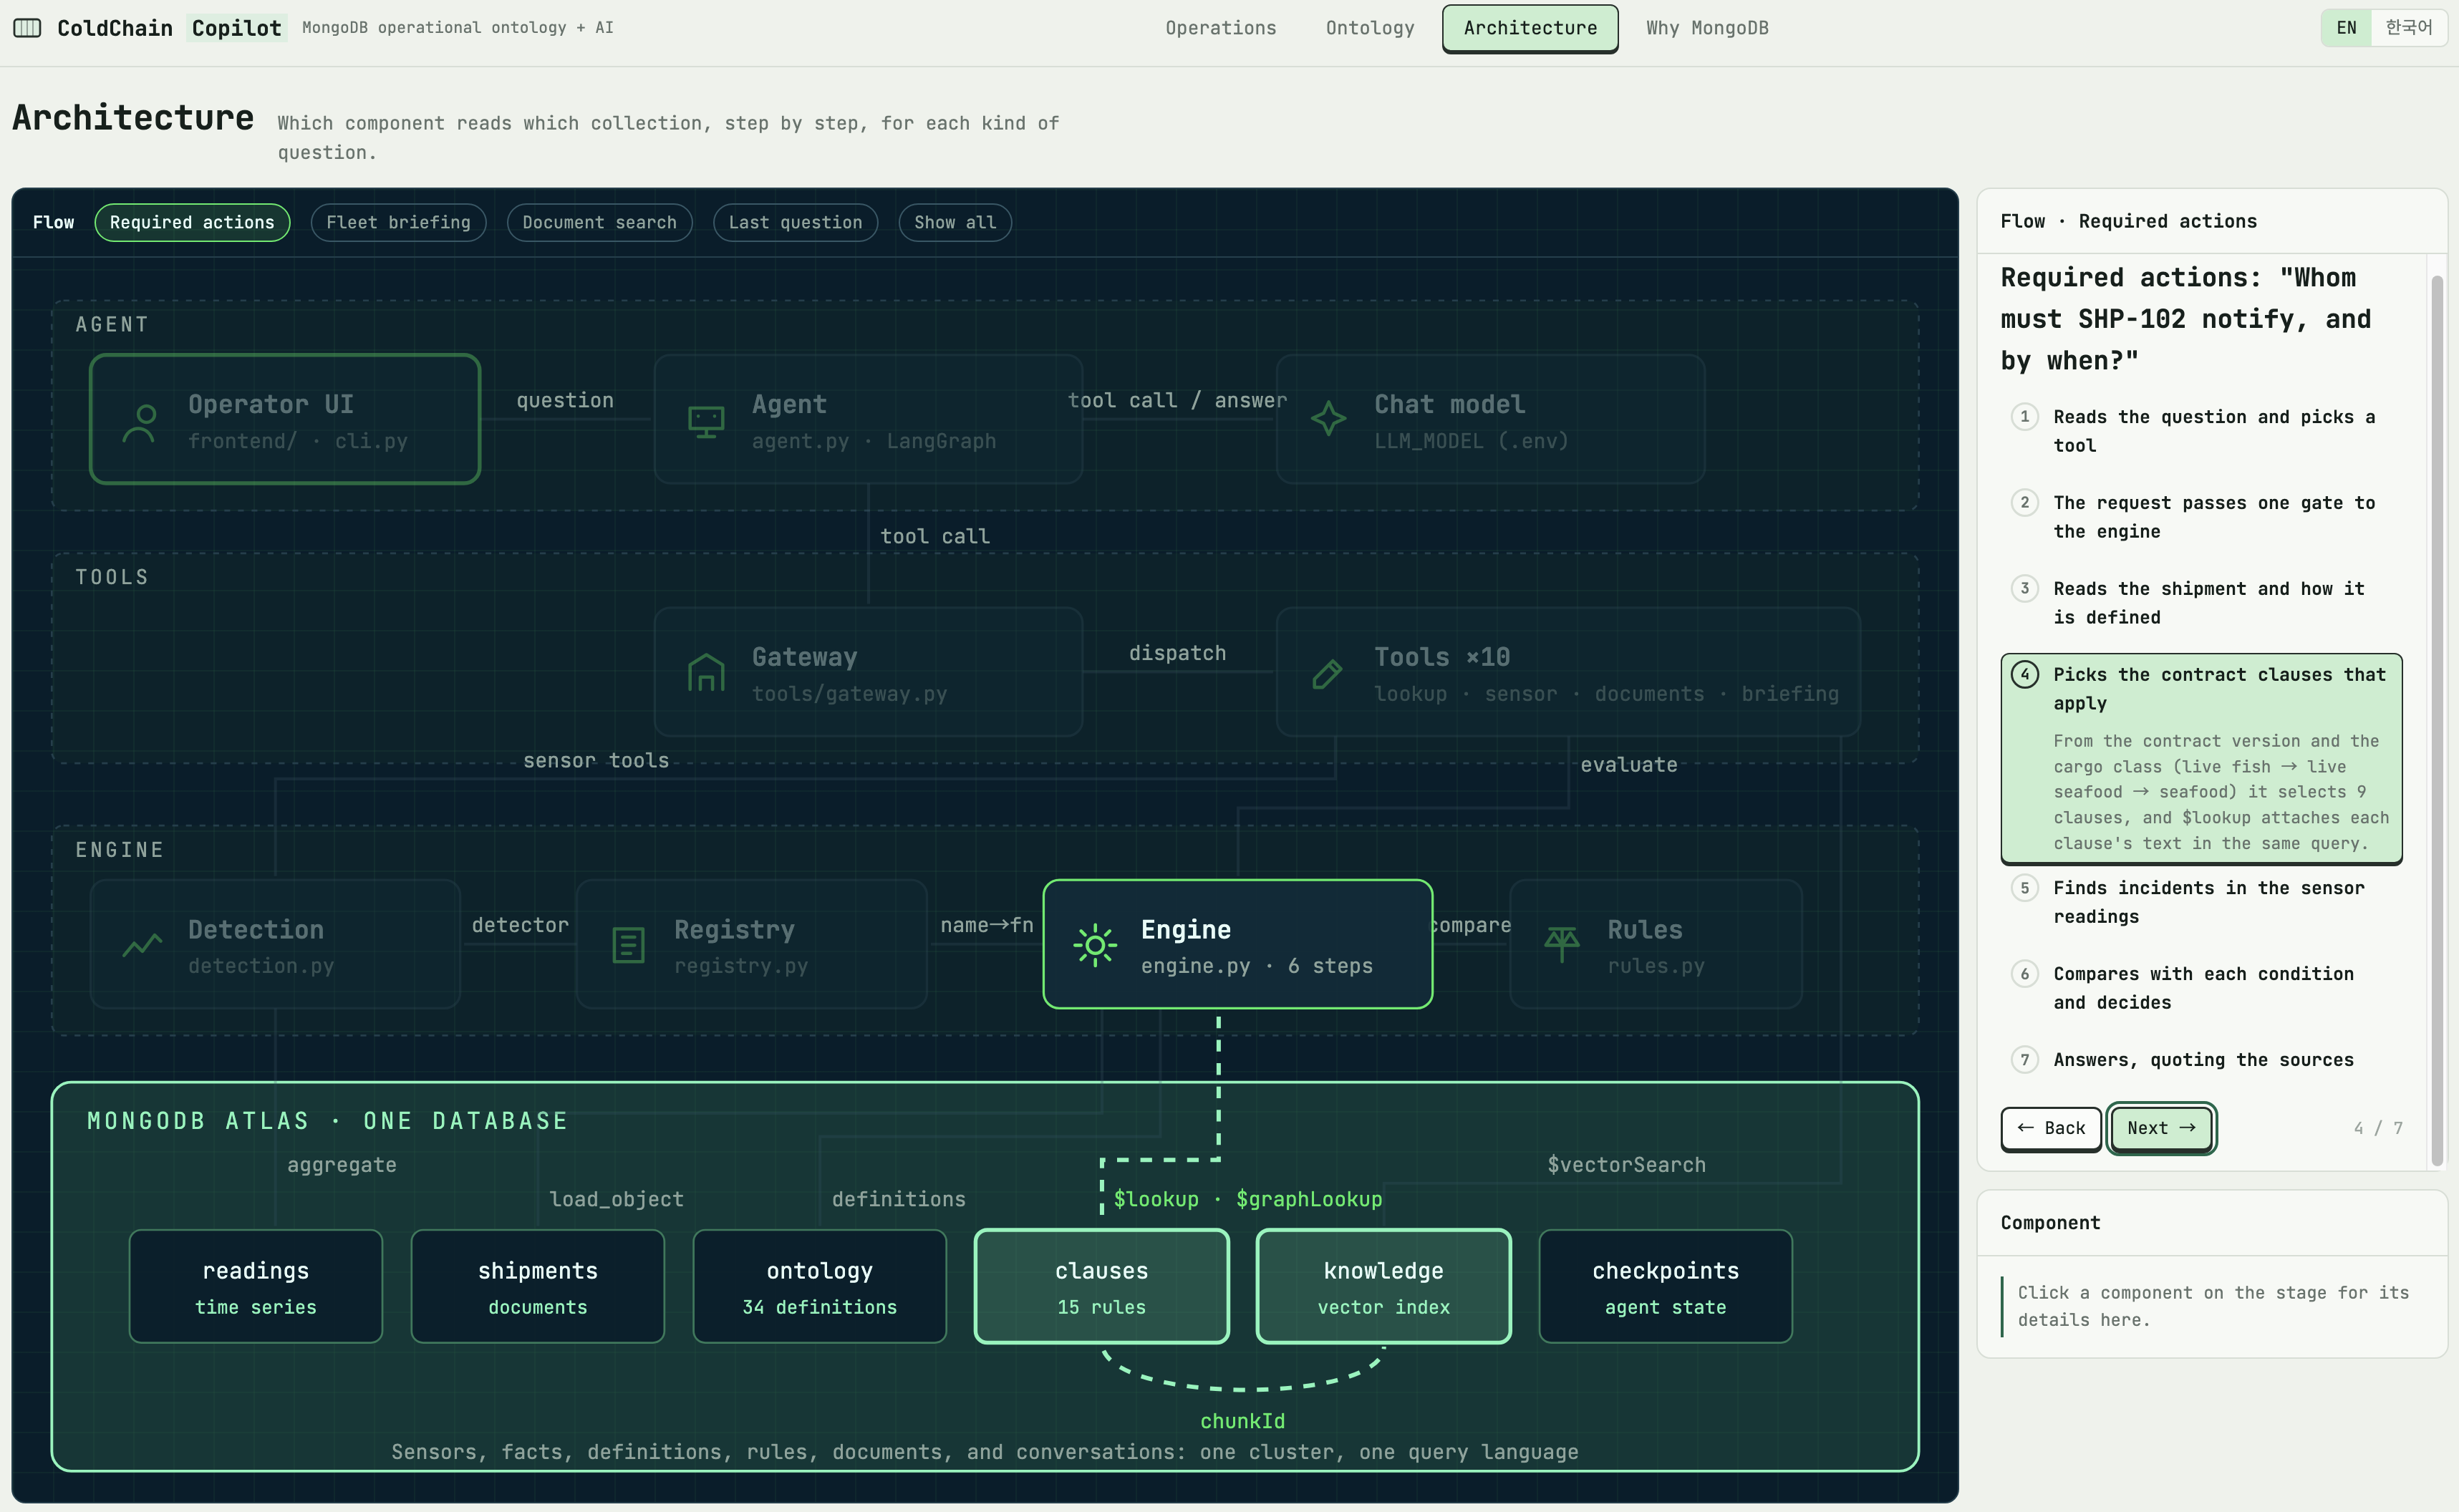 ColdChain Copilot MongoDB operational ontology + AI
Operations
Ontology
Architecture
Why MongoDB
EN
한국어
Architecture
Which component reads which collection, step by step, for each kind of
question.
Flow
Required actions
Fleet briefing
Document search
Last question
Show all
AGENT
Operator UI
frontend/ · cli.py
question
Agent
agent.py · LangGraph
tool call / answer
Chat model
LLM_MODEL (.env)
tool call
TOOLS
Gateway
tools/gateway.py
dispatch
Tools ×10
lookup · sensor · documents · briefing
sensor tools
evaluate
ENGINE
Detection
detection.py
detector
Registry
registry.py
name→fn
Engine
engine.py · 6 steps
compare
Rules
rules.py
MONGODB ATLAS · ONE DATABASE
aggregate
load_object
definitions
$lookup · $graphLookup
$vectorSearch
readings
time series
shipments
documents
ontology
34 definitions
clauses
15 rules
knowledge
vector index
checkpoints
agent state
chunkId
Sensors, facts, definitions, rules, documents, and conversations: one cluster, one query language
Flow · Required actions
Required actions: "Whom
must SHP-102 notify, and
by when?"
1 Reads the question and picks a
tool
2 The request passes one gate to
the engine
3 Reads the shipment and how it
is defined
4 Picks the contract clauses that
apply
From the contract version and the
cargo class (live fish → live
seafood → seafood) it selects 9
clauses, and $lookup attaches each
clause's text in the same query.
5 Finds incidents in the sensor
readings
6 Compares with each condition
and decides
7 Answers, quoting the sources
← Back
Next →
4 / 7
Component
Click a component on the stage for its
details here.